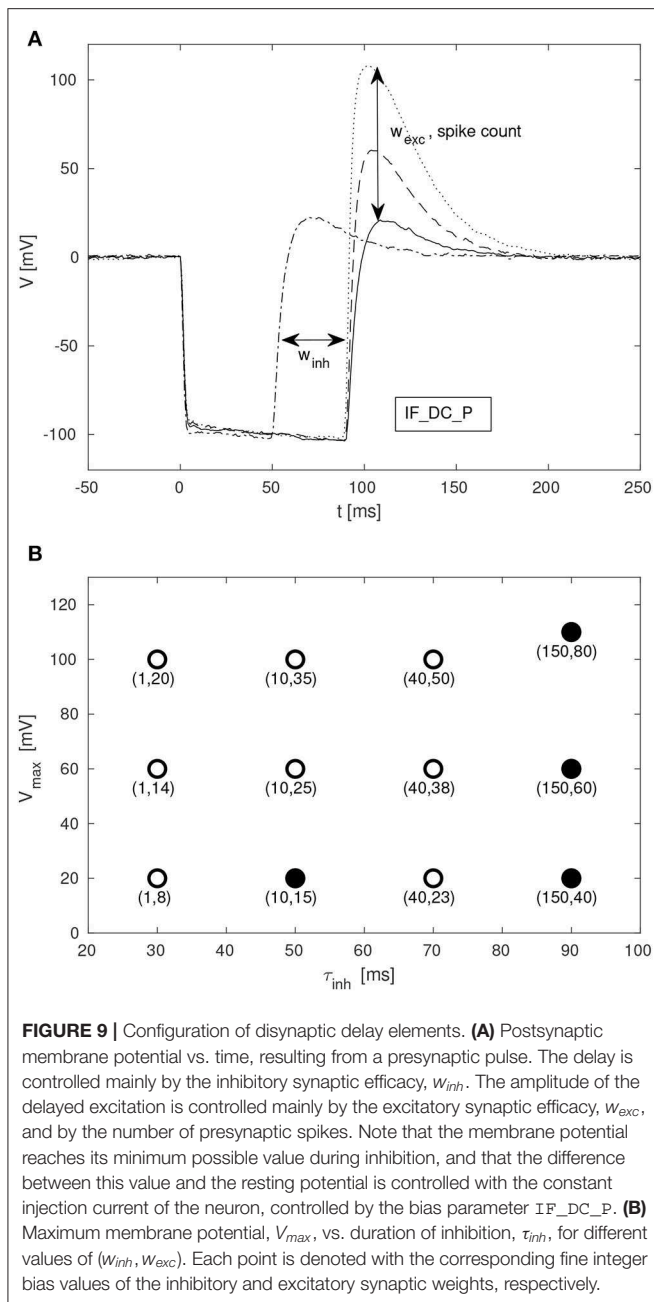 A
100
50
0
-50
-100
V [mV]
w_exc, spike count
w_inh
IF_DC_P
-50 0 50 100 150 200 250
t [ms]
B
120
100
80
60
40
20
0
V_max [mV]
(1,20) (10,35) (40,50) (150,80)
(1,14) (10,25) (40,38) (150,60)
(1,8) (10,15) (40,23) (150,40)
20 30 40 50 60 70 80 90 100
τ_inh [ms]
FIGURE 9 | Configuration of disynaptic delay elements. (A) Postsynaptic
membrane potential vs. time, resulting from a presynaptic pulse. The delay is
controlled mainly by the inhibitory synaptic efficacy, w_inh. The amplitude of the
delayed excitation is controlled mainly by the excitatory synaptic efficacy, w_exc,
and by the number of presynaptic spikes. Note that the membrane potential
reaches its minimum possible value during inhibition, and that the difference
between this value and the resting potential is controlled with the constant
injection current of the neuron, controlled by the bias parameter IF_DC_P. (B)
Maximum membrane potential, V_max, vs. duration of inhibition, τ_inh, for different
values of (w_inh, w_exc). Each point is denoted with the corresponding fine integer
bias values of the inhibitory and excitatory synaptic weights, respectively.